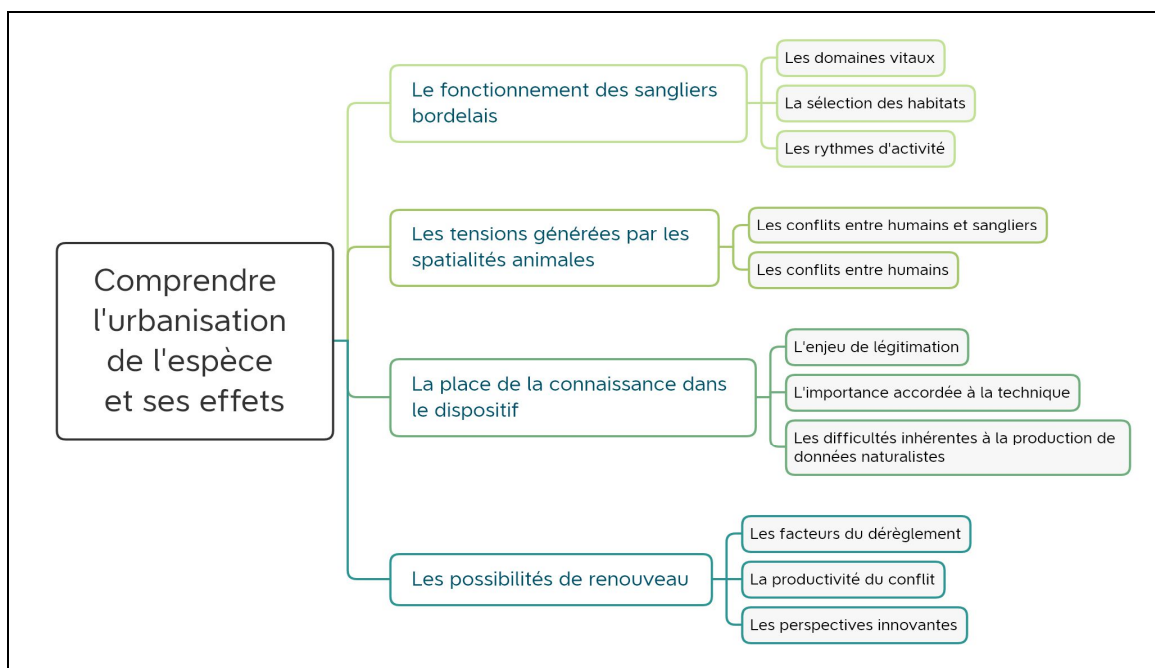 Comprendre
l'urbanisation
de l'espèce
et ses effets
Le fonctionnement des sangliers
bordelais
Les domaines vitaux
La sélection des habitats
Les rythmes d'activité
Les tensions générées par les
spatialités animales
Les conflits entre humains et sangliers
Les conflits entre humains
La place de la connaissance dans
le dispositif
L'enjeu de légitimation
L'importance accordée à la technique
Les difficultés inhérentes à la production de
données naturalistes
Les possibilités de renouveau
Les facteurs du dérèglement
La productivité du conflit
Les perspectives innovantes